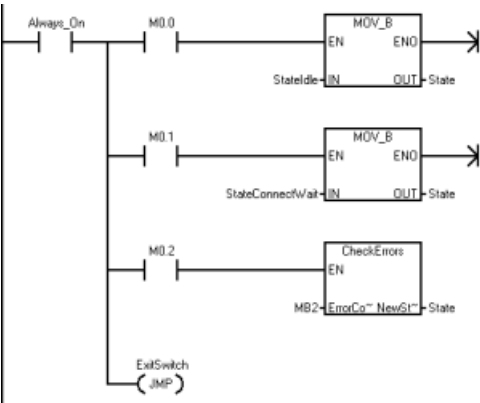 Always_On M0.0 MOV_B
EN ENO
StateIdle IN OUT State
M0.1 MOV_B
EN ENO
StateConnectWait IN OUT State
M0.2 CheckErrors
EN
MB2 ErrorCo~ NewSt~ State
ExitSwitch
JMP